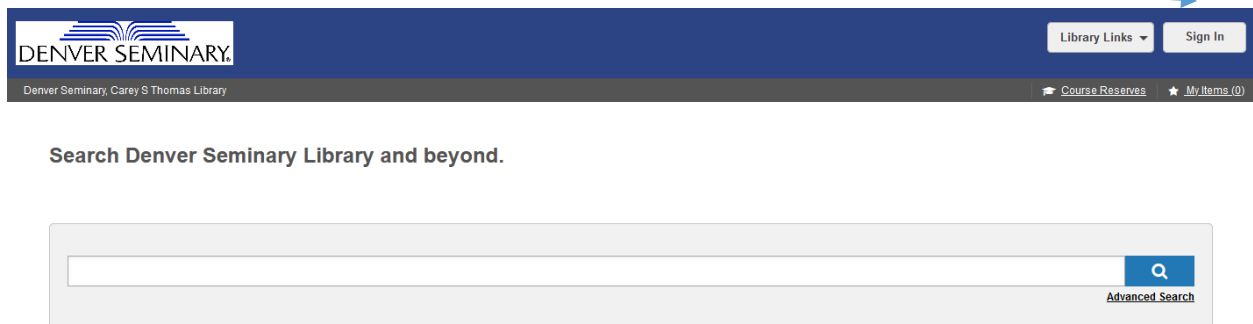 DENVER SEMINARY®
Library Links
Sign In
Denver Seminary, Carey S Thomas Library
Course Reserves
My Items (0)
Search Denver Seminary Library and beyond.
Advanced Search